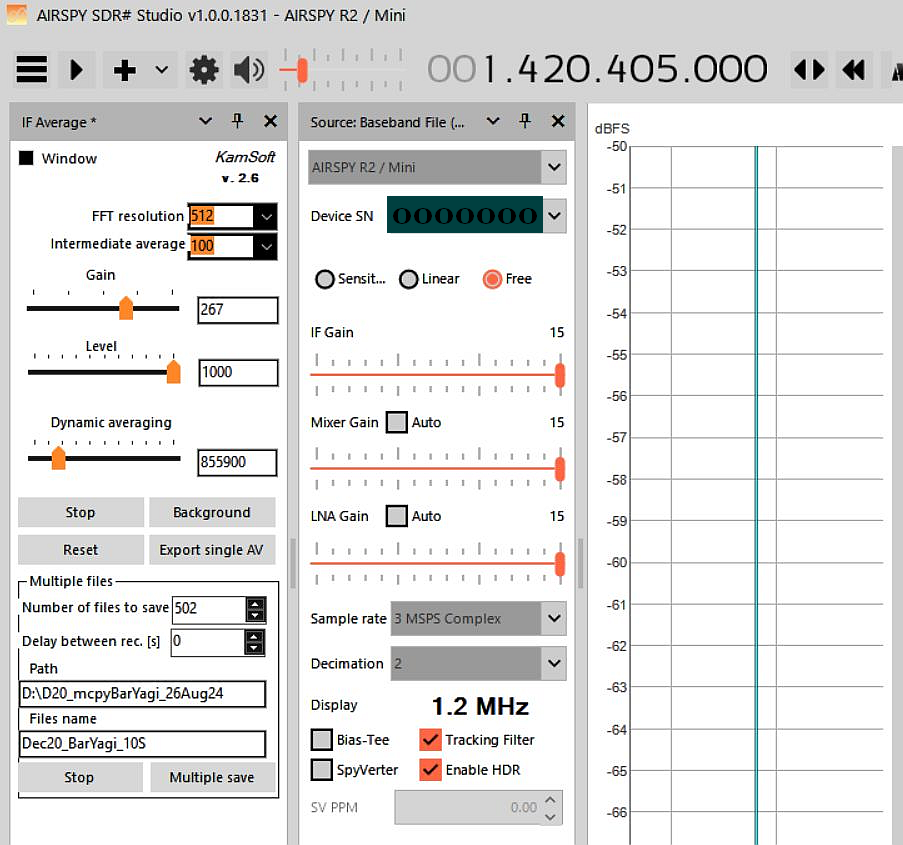 AIRSPY SDR# Studio v1.0.0.1831 - AIRSPY R2 / Mini
001.420.405.000
IF Average *
Window
KamSoft
v. 2.6
FFT resolution 512
Intermediate average 100
Gain
267
Level
1000
Dynamic averaging
855900
Stop Background
Reset Export single AV
Multiple files
Number of files to save 502
Delay between rec. [s] 0
Path
D:\D20_mcpyBarYagi_26Aug24
Files name
Dec20_BarYagi_10S
Stop Multiple save
Source: Baseband File (...
AIRSPY R2 / Mini
Device SN 0000000
Sensit... Linear Free
IF Gain 15
Mixer Gain Auto 15
LNA Gain Auto 15
Sample rate 3 MSPS Complex
Decimation 2
Display 1.2 MHz
Bias-Tee Tracking Filter
SpyVerter Enable HDR
SV PPM 0.00
dBFS
-50
-51
-52
-53
-54
-55
-56
-57
-58
-59
-60
-61
-62
-63
-64
-65
-66